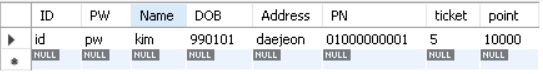 ID PW Name DOB Address PN ticket point
id pw kim 990101 daejeon 01000000001 5 10000
NULL NULL NULL NULL NULL NULL NULL NULL